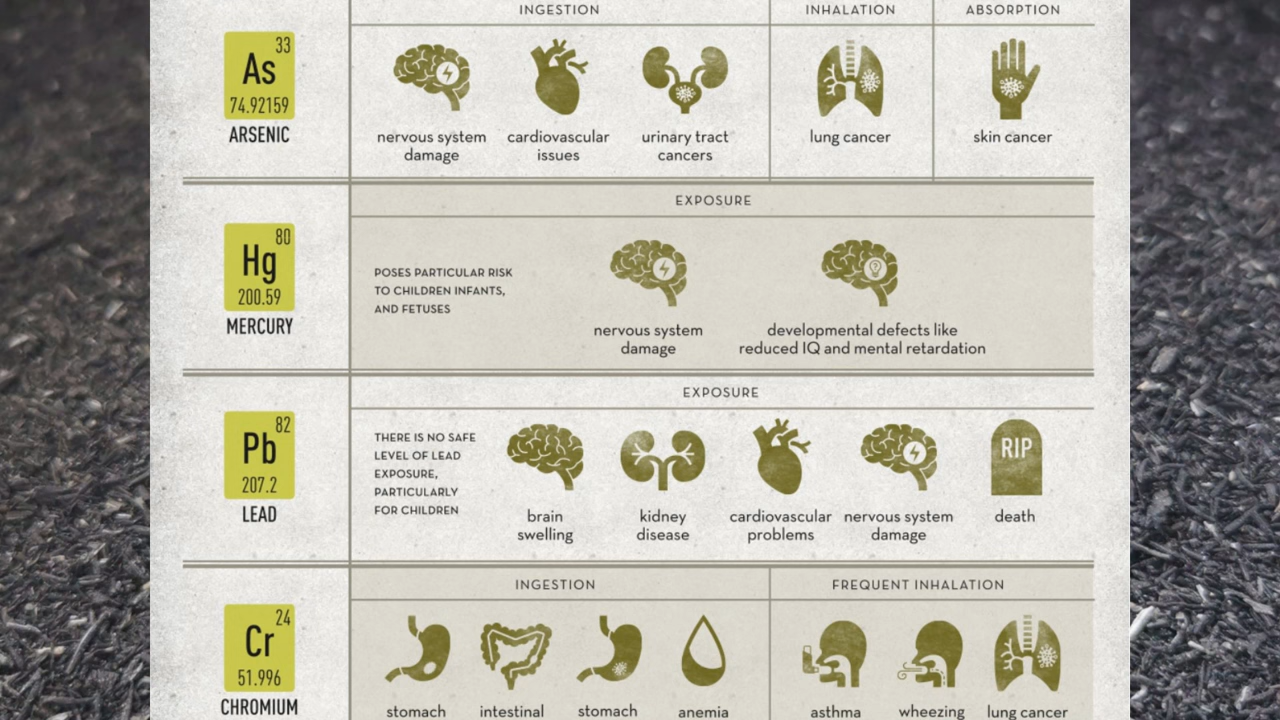 INGESTION
INHALATION
ABSORPTION
33
As
74.92159
ARSENIC
nervous system
damage
cardiovascular
issues
urinary tract
cancers
lung cancer
skin cancer
EXPOSURE
80
Hg
200.59
MERCURY
POSES PARTICULAR RISK
TO CHILDREN INFANTS,
AND FETUSES
nervous system
damage
developmental defects like
reduced IQ and mental retardation
EXPOSURE
82
Pb
207.2
LEAD
THERE IS NO SAFE
LEVEL OF LEAD
EXPOSURE,
PARTICULARLY
FOR CHILDREN
brain
swelling
kidney
disease
cardiovascular
problems
nervous system
damage
RIP
death
INGESTION
FREQUENT INHALATION
24
Cr
51.996
CHROMIUM
stomach
intestinal
stomach
anemia
asthma
wheezing
lung cancer